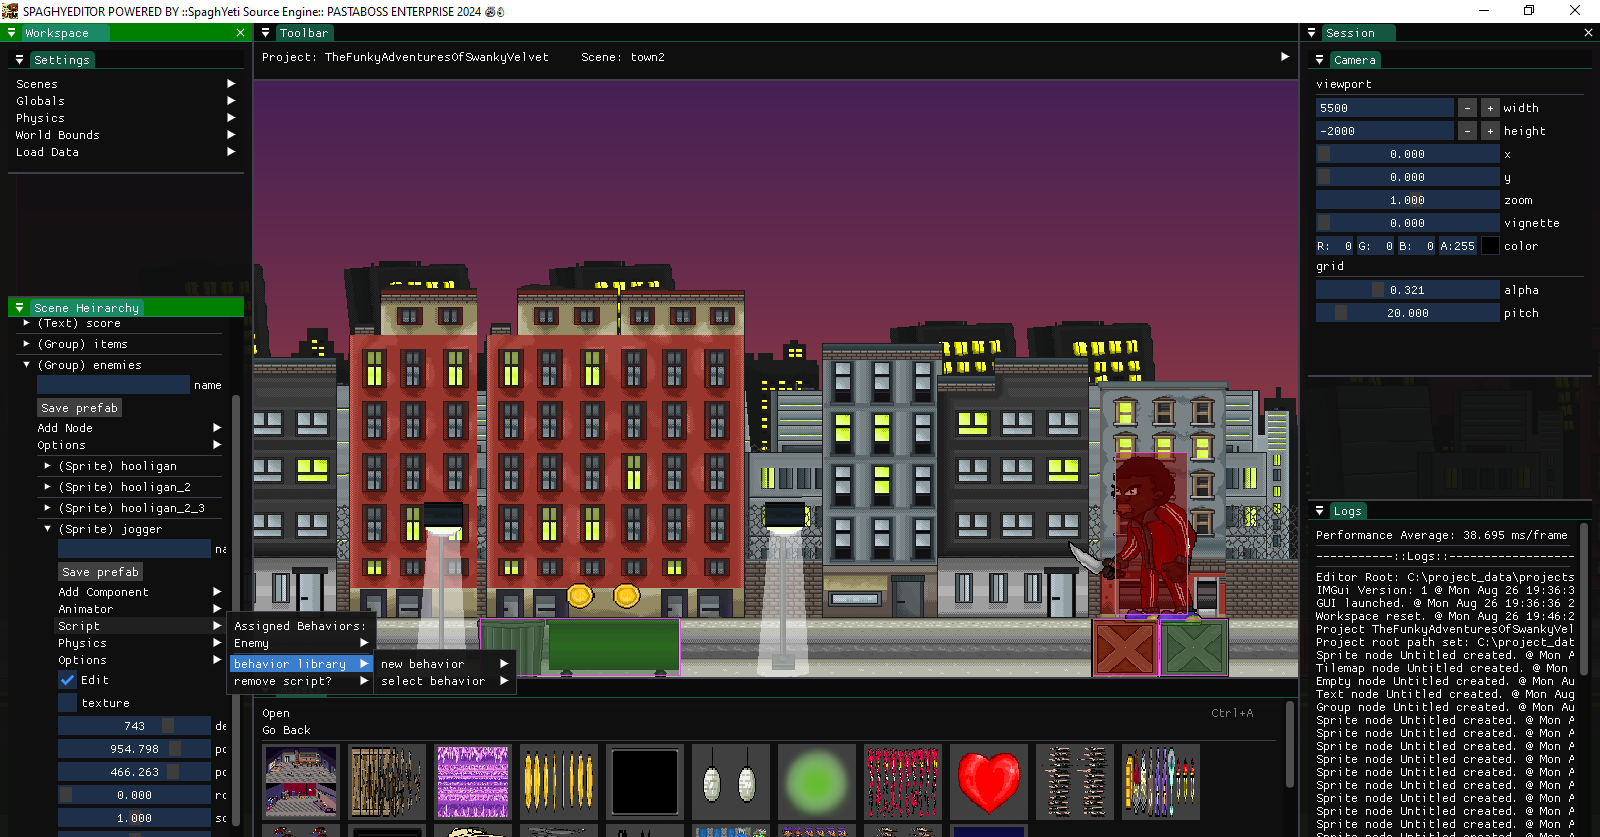 SPAGHYEDITOR POWERED BY ::SpaghYeti Source Engine:: PASTABOSS ENTERPRISE 2024
Workspace
Settings
Scenes
Globals
Physics
World Bounds
Load Data
Scene Heirarchy
(Text) score
(Group) items
(Group) enemies
name
Save prefab
Add Node
Options
(Sprite) hooligan
(Sprite) hooligan_2
(Sprite) hooligan_2_3
(Sprite) jogger
na
Save prefab
Add Component
Animator
Script
Physics
Options
Edit
texture
743 de
954.798 po
466.263 po
0.000 ro
1.000 sc
Assigned Behaviors:
Enemy
behavior library
remove script?
new behavior
select behavior
Toolbar
Project: TheFunkyAdventuresOfSwankyVelvet Scene: town2
Open Ctrl+A
Go Back
Session
Camera
viewport
5500 - + width
-2000 - + height
0.000 x
0.000 y
1.000 zoom
0.000 vignette
R: 0 G: 0 B: 0 A:255 color
grid
0.321 alpha
20.000 pitch
Logs
Performance Average: 38.695 ms/frame
-----------::Logs::------------------
Editor Root: C:\project_data\projects
IMGui Version: 1 @ Mon Aug 26 19:36:3
GUI launched. @ Mon Aug 26 19:36:36 2
Workspace reset. @ Mon Aug 26 19:46:2
Project TheFunkyAdventuresOfSwankyVel
Project root path set: C:\project_dat
Sprite node Untitled created. @ Mon A
Tilemap node Untitled created. @ Mon
Empty node Untitled created. @ Mon Au
Text node Untitled created. @ Mon Aug
Group node Untitled created. @ Mon Au
Sprite node Untitled created. @ Mon A
Sprite node Untitled created. @ Mon A
Sprite node Untitled created. @ Mon A
Sprite node Untitled created. @ Mon A
Sprite node Untitled created. @ Mon A
Sprite node Untitled created. @ Mon A
Sprite node Untitled created. @ Mon A
Sprite node Untitled created. @ Mon A
Sprite node Untitled created. @ Mon A